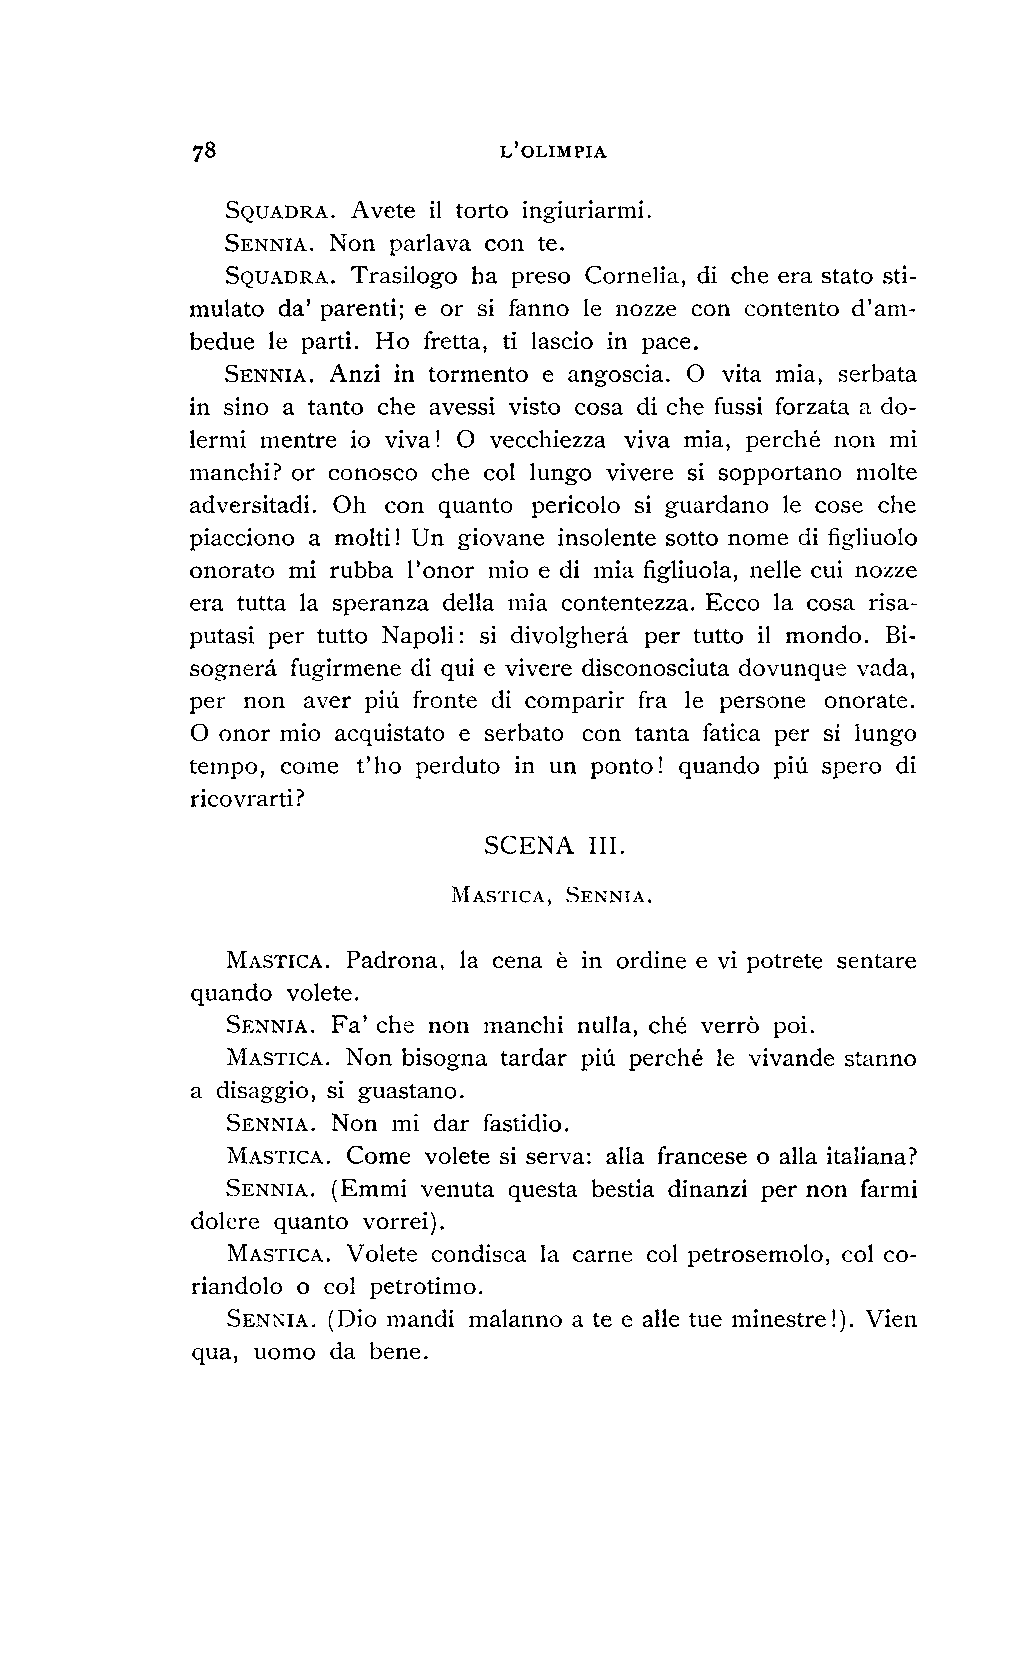 78 L'OLIMPIA
SQUADRA. Avete il torto ingiuriarmi.
SENNIA. Non parlava con te.
SQUADRA. Trasilogo ha preso Cornelia, di che era stato sti-
mulato da' parenti; e or si fanno le nozze con contento d'am-
bedue le parti. Ho fretta, ti lascio in pace.
SENNIA. Anzi in tormento e angoscia. O vita mia, serbata
in sino a tanto che avessi visto cosa di che fussi forzata a do-
lermi mentre io viva! O vecchiezza viva mia, perché non mi
manchi? or conosco che col lungo vivere si sopportano molte
adversitadi. Oh con quanto pericolo si guardano le cose che
piacciono a molti! Un giovane insolente sotto nome di figliuolo
onorato mi rubba l'onor mio e di mia figliuola, nelle cui nozze
era tutta la speranza della mia contentezza. Ecco la cosa risa-
putasi per tutto Napoli: si divolgherá per tutto il mondo. Bi-
sognerá fugirmene di qui e vivere disconosciuta dovunque vada,
per non aver piú fronte di comparir fra le persone onorate.
O onor mio acquistato e serbato con tanta fatica per sí lungo
tempo, come t'ho perduto in un ponto! quando piú spero di
ricovrarti?
SCENA III.
MASTICA, SENNIA.
MASTICA. Padrona, la cena è in ordine e vi potrete sentare
quando volete.
SENNIA. Fa' che non manchi nulla, ché verrò poi.
MASTICA. Non bisogna tardar piú perché le vivande stanno
a disaggio, si guastano.
SENNIA. Non mi dar fastidio.
MASTICA. Come volete si serva: alla francese o alla italiana?
SENNIA. (Emmi venuta questa bestia dinanzi per non farmi
dolere quanto vorrei).
MASTICA. Volete condisca la carne col petrosemolo, col co-
riandolo o col petrotimo.
SENNIA. (Dio mandi malanno a te e alle tue minestre!). Vien
qua, uomo da bene.